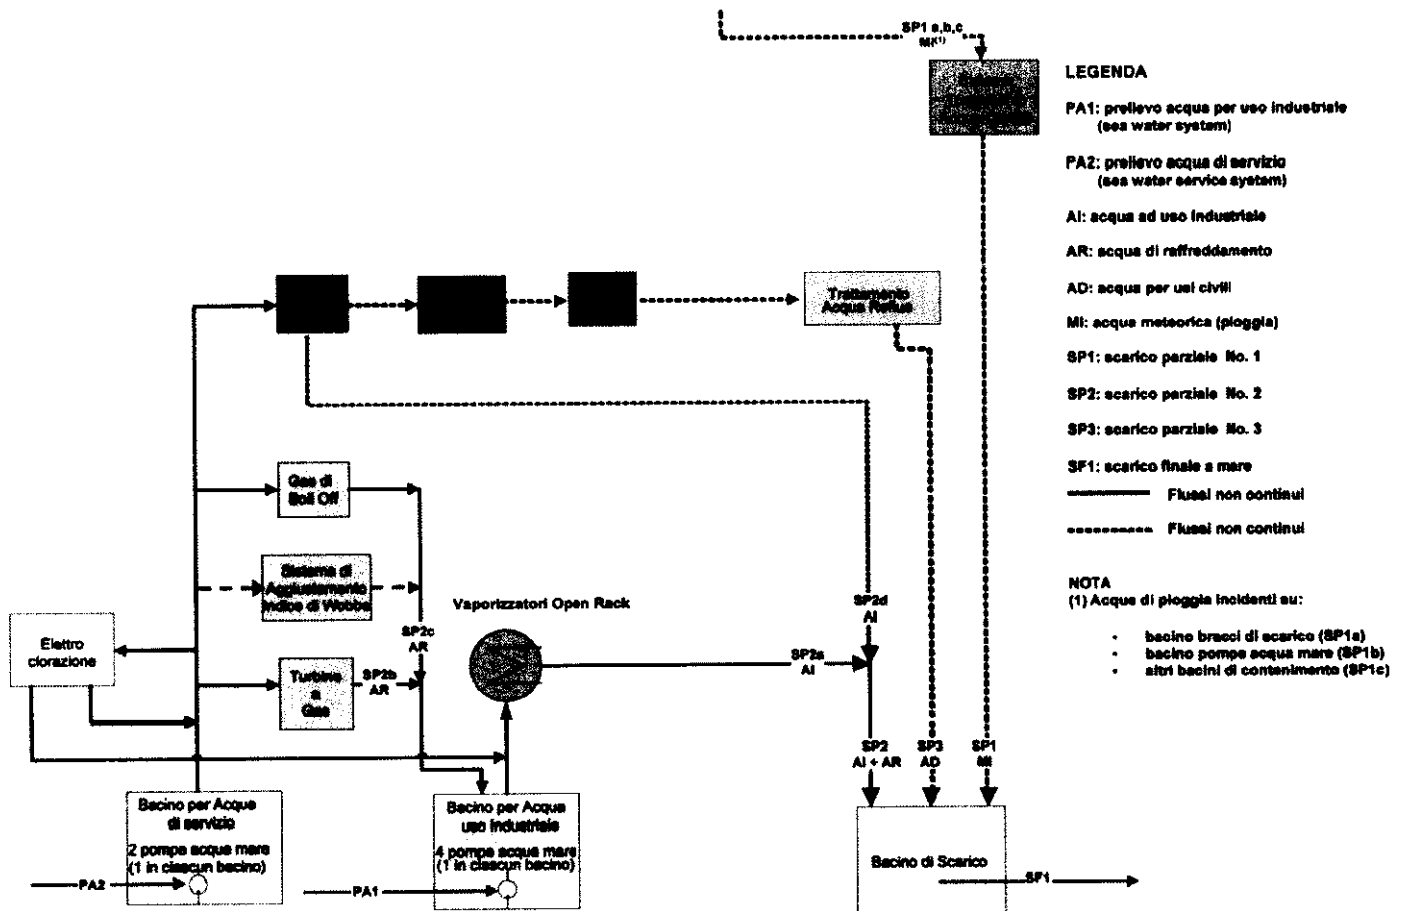 SP1 a,b,c
MI(1)
LEGENDA
PA1: prelievo acqua per uso industriale
(sea water system)
PA2: prelievo acqua di servizio
(sea water service system)
AI: acqua ad uso industriale
AR: acqua di raffreddamento
AD: acqua per usi civili
MI: acqua meteorica (pioggia)
SP1: scarico parziale No. 1
SP2: scarico parziale No. 2
SP3: scarico parziale No. 3
SF1: scarico finale a mare
Flussi non continui
Flussi non continui
NOTA
(1) Acque di pioggia incidenti su:
• bacino bracci di scarico (SP1a)
• bacino pompe acqua mare (SP1b)
• altri bacini di contenimento (SP1c)
Trattamento
Acqua Reflua
Gas di
Boil Off
Sistema di
Aggiustamento
Indice di Wobbe
Elettro
clorazione
Turbine
a
Gas
SP2c
AR
SP2b
AR
Vaporizzatori Open Rack
SP2a
AI
SP2d
AI
SP2
AI + AR
SP3
AD
SP1
MI
Bacino per Acqua
di servizio
2 pompe acqua mare
(1 in ciascun bacino)
PA2
Bacino per Acqua
uso industriale
4 pompe acqua mare
(1 in ciascun bacino)
PA1
Bacino di Scarico
SF1